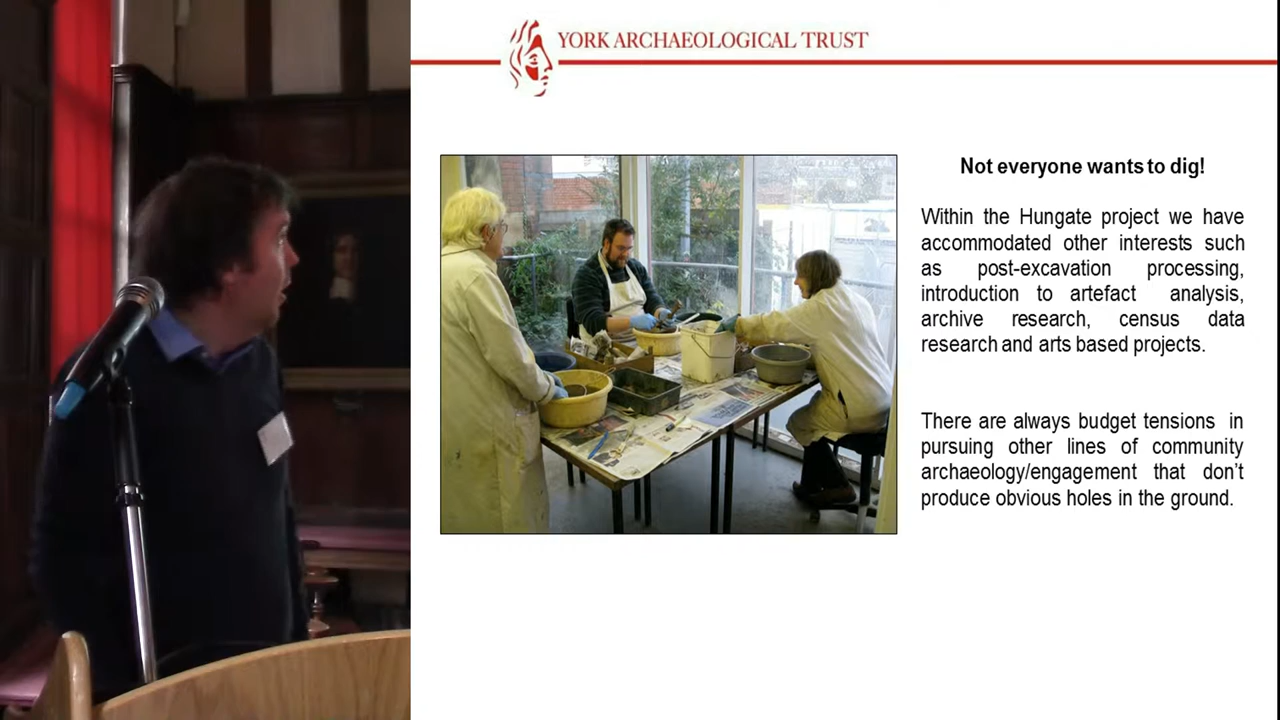 YORK ARCHAEOLOGICAL TRUST
Not everyone wants to dig!
Within the Hungate project we have
accommodated other interests such
as post-excavation processing,
introduction to artefact analysis,
archive research, census data
research and arts based projects.
There are always budget tensions in
pursuing other lines of community
archaeology/engagement that don't
produce obvious holes in the ground.